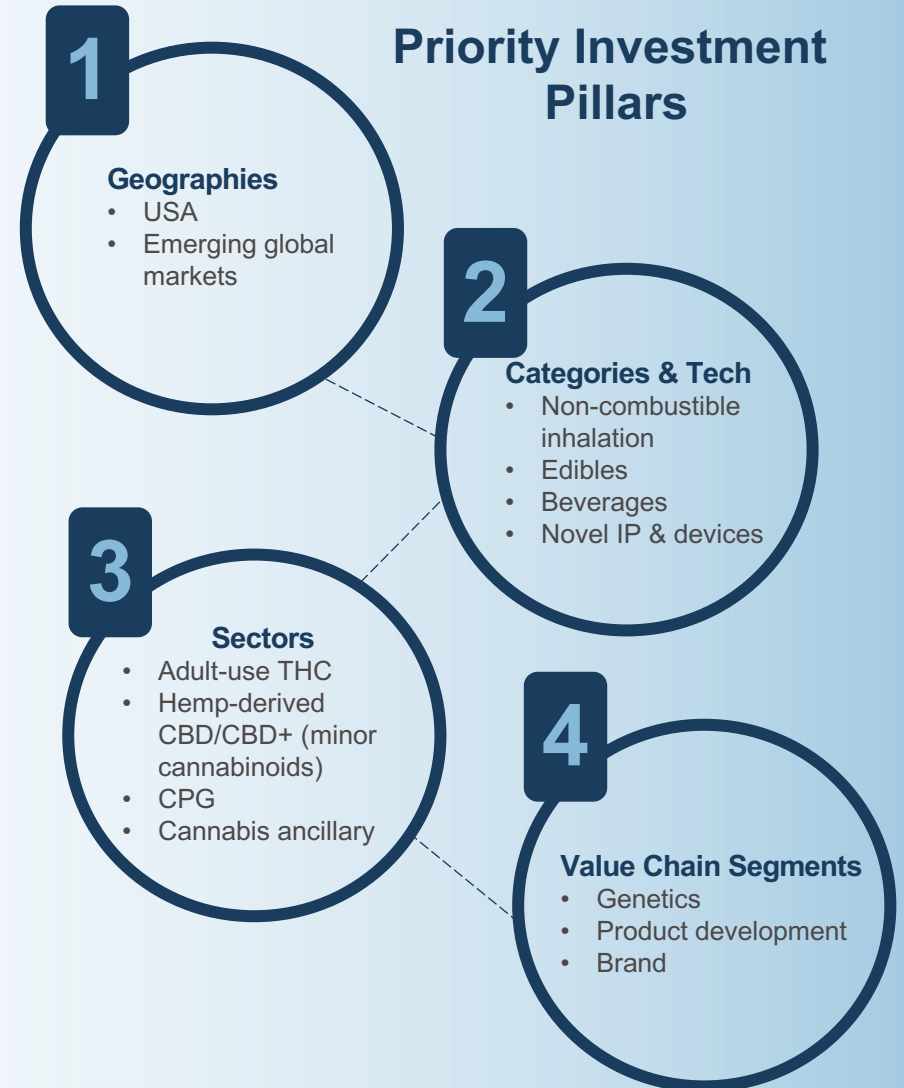 Priority Investment
Pillars
1
Geographies
• USA
• Emerging global
markets
2
Categories & Tech
• Non-combustible
inhalation
• Edibles
• Beverages
• Novel IP & devices
3
Sectors
• Adult-use THC
• Hemp-derived
CBD/CBD+ (minor
cannabinoids)
• CPG
• Cannabis ancillary
4
Value Chain Segments
• Genetics
• Product development
• Brand